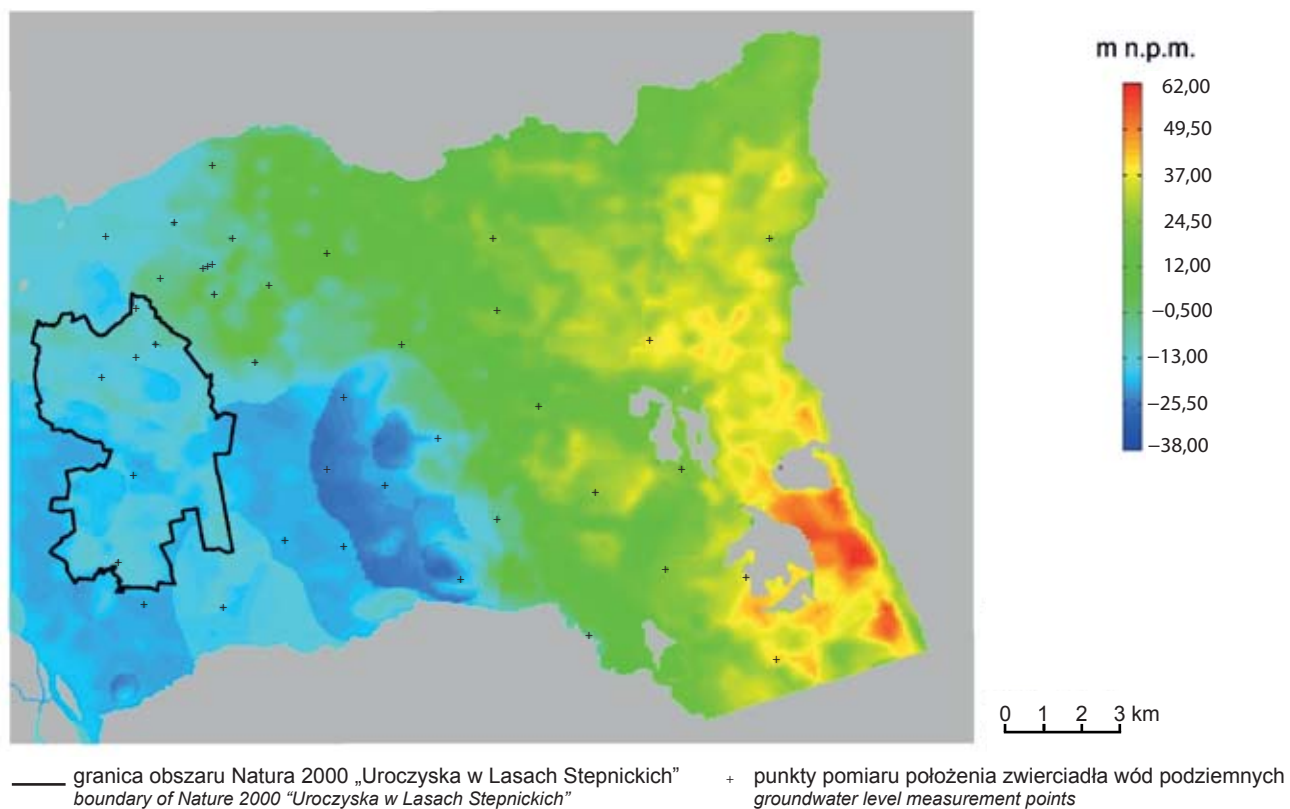 m n.p.m.
62,00
49,50
37,00
24,50
12,00
−0,500
−13,00
−25,50
−38,00
0 1 2 3 km
granica obszaru Natura 2000 „Uroczyska w Lasach Stepnickich”
boundary of Nature 2000 “Uroczyska w Lasach Stepnickich”
+ punkty pomiaru położenia zwierciadła wód podziemnych
groundwater level measurement points